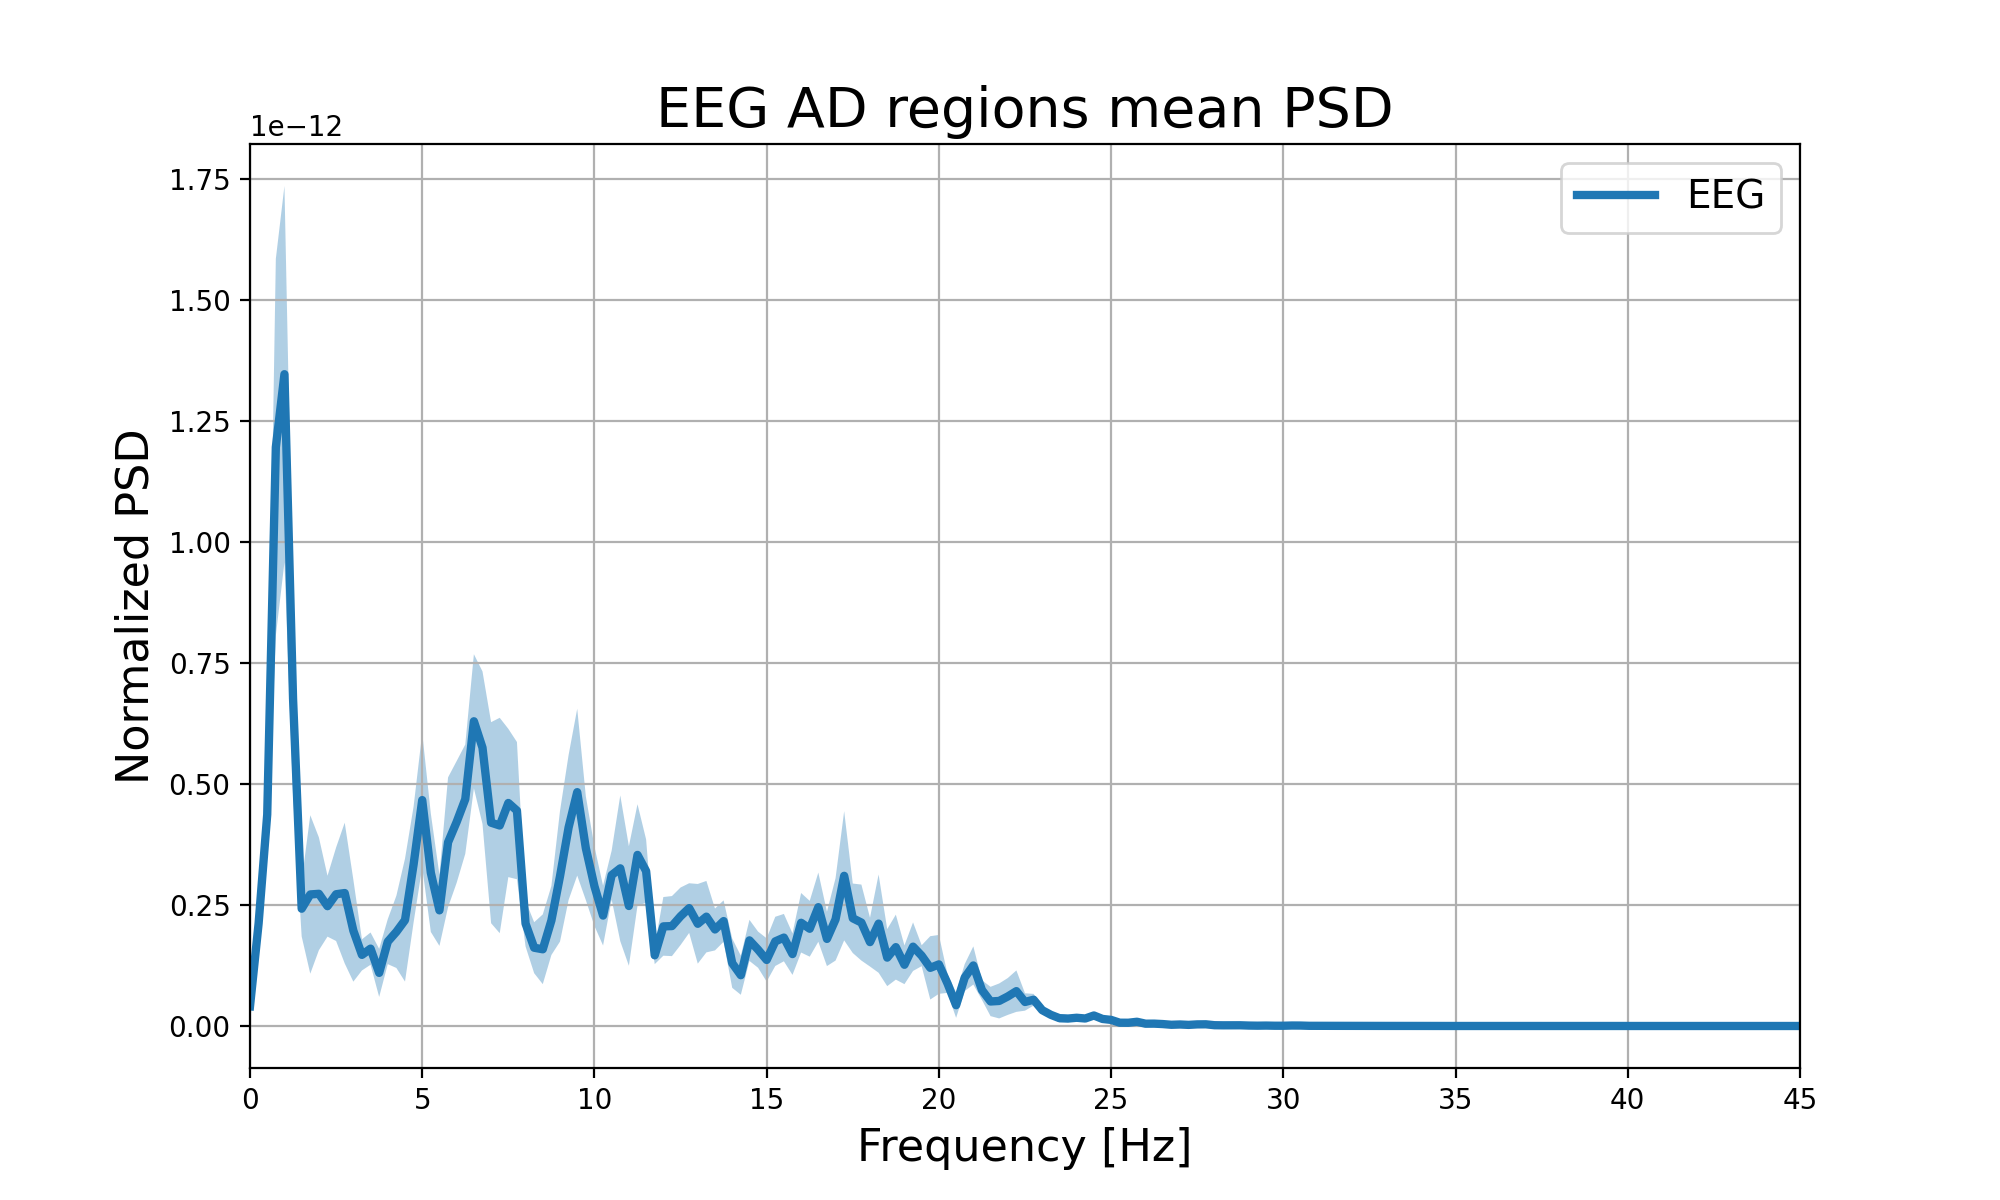 EEG AD regions mean PSD
1e−12
EEG
1.75
1.50
1.25
1.00
0.75
0.50
0.25
0.00
Normalized PSD
0 5 10 15 20 25 30 35 40 45
Frequency [Hz]